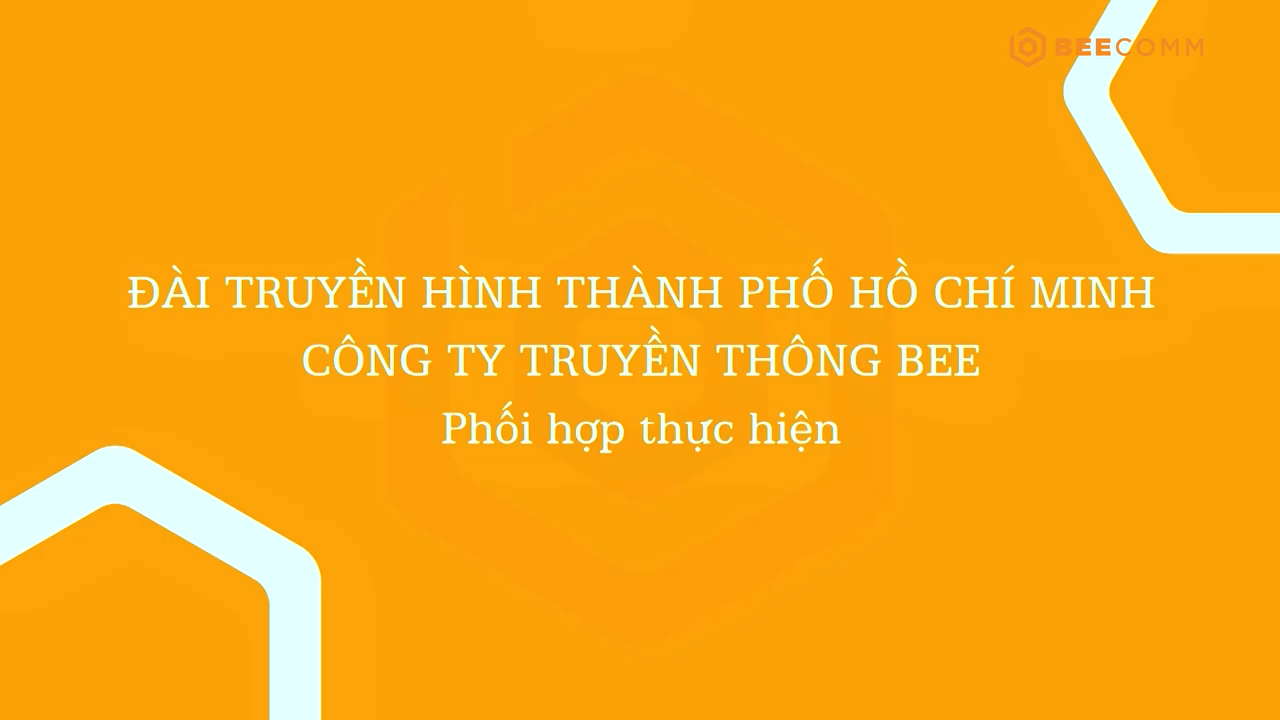 BEECOMM
ĐÀI TRUYỀN HÌNH THÀNH PHỐ HỒ CHÍ MINH
CÔNG TY TRUYỀN THÔNG BEE
Phối hợp thực hiện